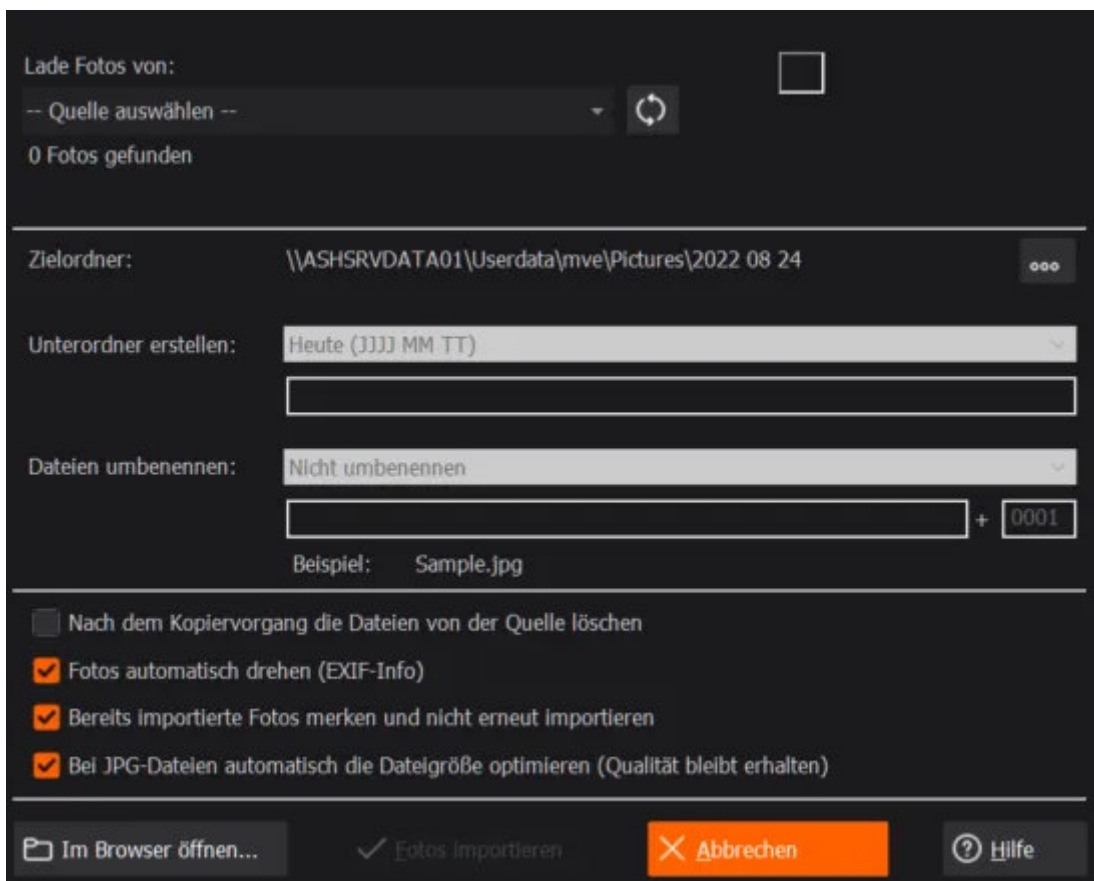 Lade Fotos von:
-- Quelle auswählen --
0 Fotos gefunden
Zielordner: \\ASHSRVDATA01\Userdata\mve\Pictures\2022 08 24
Unterordner erstellen: Heute (JJJJ MM TT)
Dateien umbenennen: Nicht umbenennen
+ 0001
Beispiel: Sample.jpg
Nach dem Kopiervorgang die Dateien von der Quelle löschen
Fotos automatisch drehen (EXIF-Info)
Bereits importierte Fotos merken und nicht erneut importieren
Bei JPG-Dateien automatisch die Dateigröße optimieren (Qualität bleibt erhalten)
Im Browser öffnen... Fotos importieren Abbrechen Hilfe